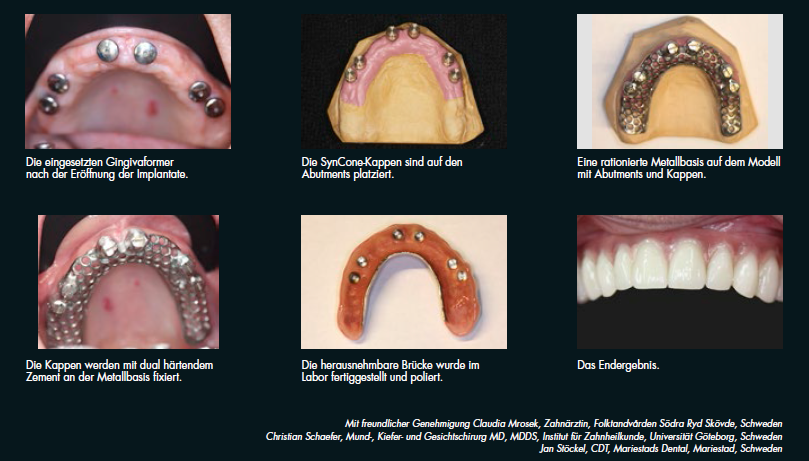 Die eingesetzten Gingivaformer
nach der Eröffnung der Implantate.
Die SynCone-Kappen sind auf den
Abutments platziert.
Eine rationierte Metallbasis auf dem Modell
mit Abutments und Kappen.
Die Kappen werden mit dual härtendem
Zement an der Metallbasis fixiert.
Die herausnehmbare Brücke wurde im
Labor fertiggestellt und poliert.
Das Endergebnis.
Mit freundlicher Genehmigung Claudia Mrosek, Zahnärztin, Folktandvården Södra Ryd Skövde, Schweden
Christian Schaefer, Mund-, Kiefer- und Gesichtschirurg MD, MDDS, Institut für Zahnheilkunde, Universität Göteborg, Schweden
Jan Stöckel, CDT, Mariestads Dental, Mariestad, Schweden